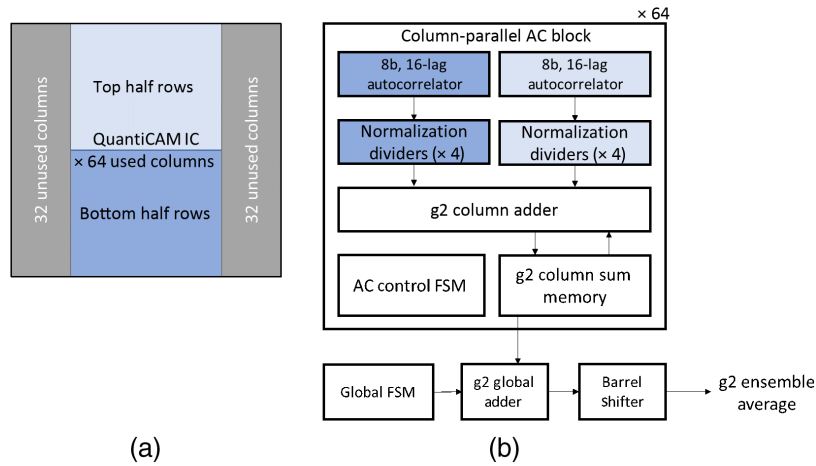 32 unused columns
Top half rows
QuantiCAM IC
× 64 used columns
Bottom half rows
32 unused columns
(a)
× 64
Column-parallel AC block
8b, 16-lag
autocorrelator
8b, 16-lag
autocorrelator
Normalization
dividers (× 4)
Normalization
dividers (× 4)
g2 column adder
AC control FSM
g2 column sum
memory
Global FSM
g2 global
adder
Barrel
Shifter
g2 ensemble
average
(b)